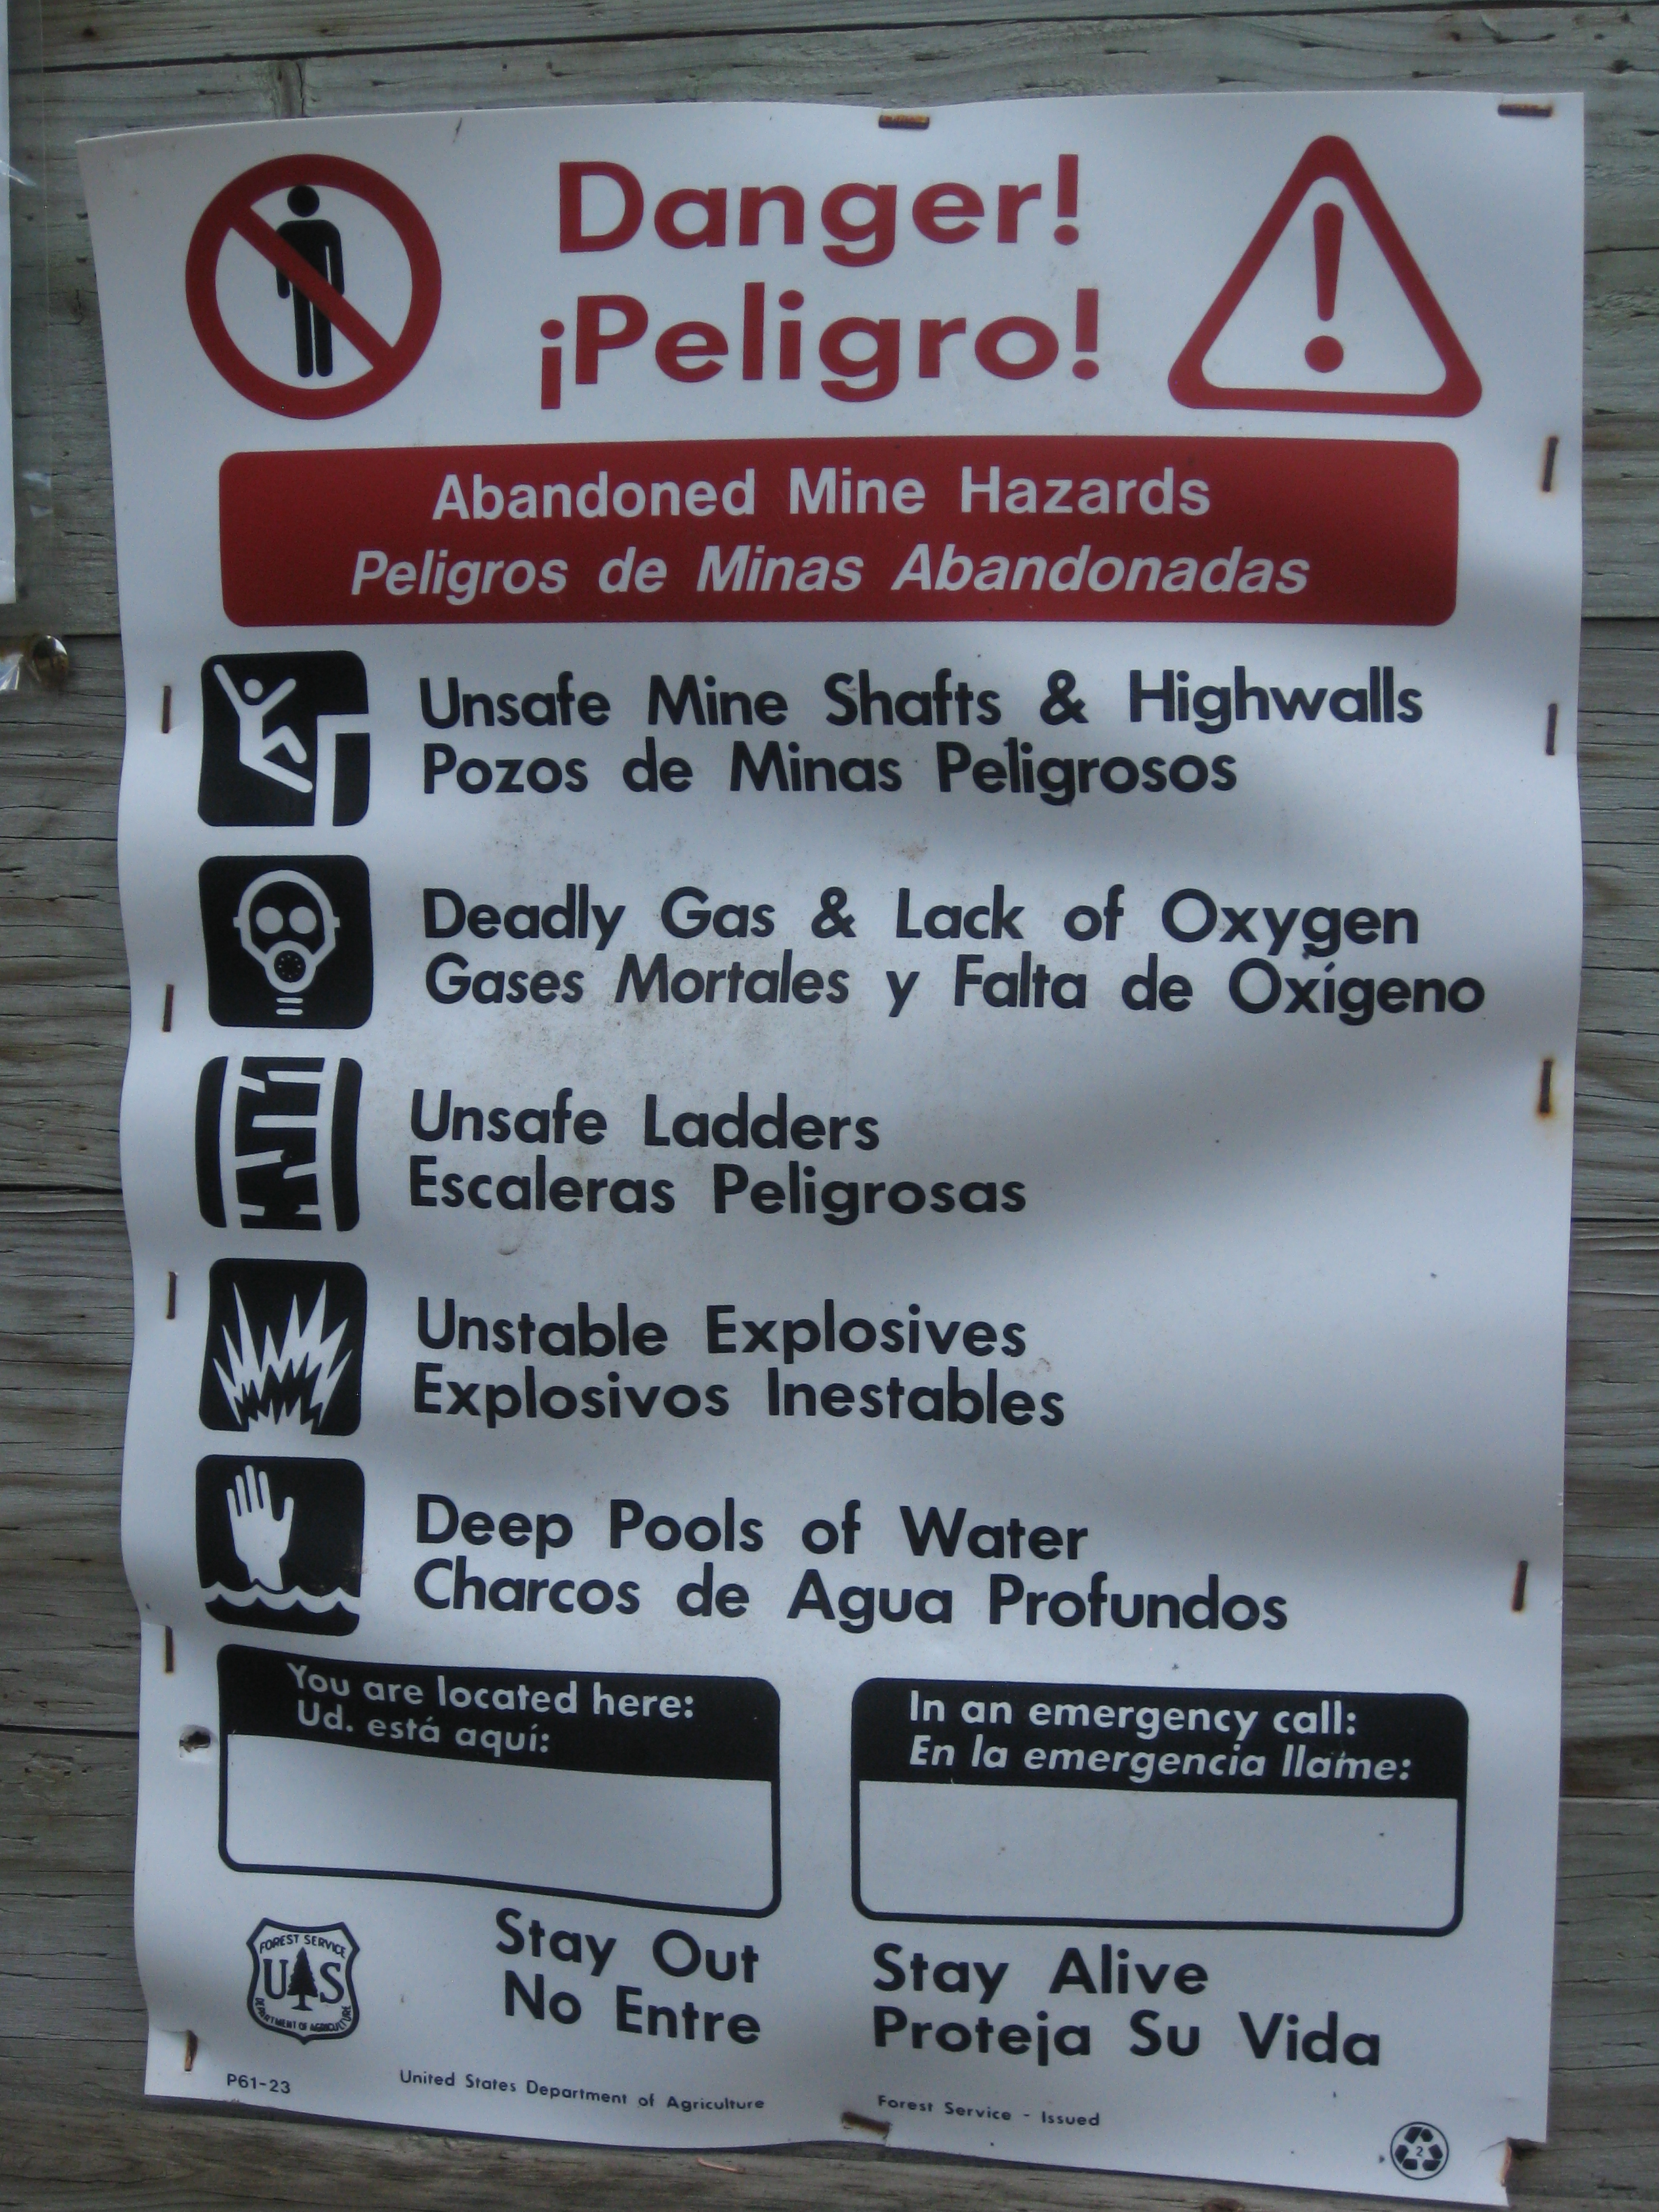 Danger!
¡Peligro!
Abandoned Mine Hazards
Peligros de Minas Abandonadas
Unsafe Mine Shafts & Highwalls
Pozos de Minas Peligrosos
Deadly Gas & Lack of Oxygen
Gases Mortales y Falta de Oxígeno
Unsafe Ladders
Escaleras Peligrosas
Unstable Explosives
Explosivos Inestables
Deep Pools of Water
Charcos de Agua Profundos
You are located here:
Ud. está aquí:
In an emergency call:
En la emergencia llame:
FOREST SERVICE
U S
DEPARTMENT OF AGRICULTURE
Stay Out
No Entre
Stay Alive
Proteja Su Vida
P61-23
United States Department of Agriculture
Forest Service - Issued
2